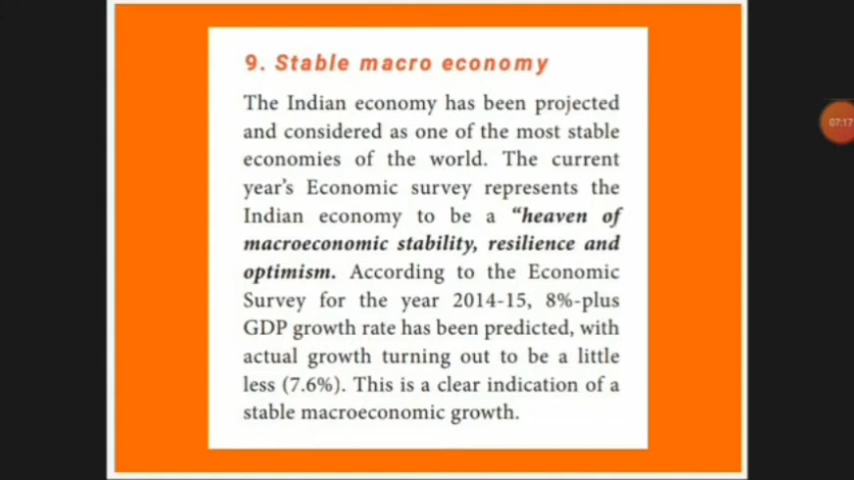 9. Stable macro economy
The Indian economy has been projected
and considered as one of the most stable
economies of the world. The current
year's Economic survey represents the
Indian economy to be a “heaven of
macroeconomic stability, resilience and
optimism. According to the Economic
Survey for the year 2014-15, 8%-plus
GDP growth rate has been predicted, with
actual growth turning out to be a little
less (7.6%). This is a clear indication of a
stable macroeconomic growth.
07:17